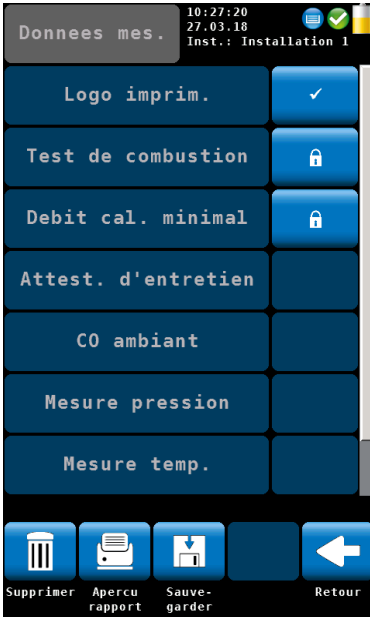 Donnees mes.
10:27:20
27.03.18
Inst.: Installation 1
Logo imprim.
Test de combustion
Debit cal. minimal
Attest. d'entretien
CO ambiant
Mesure pression
Mesure temp.
Supprimer
Apercu
rapport
Sauve-
garder
Retour